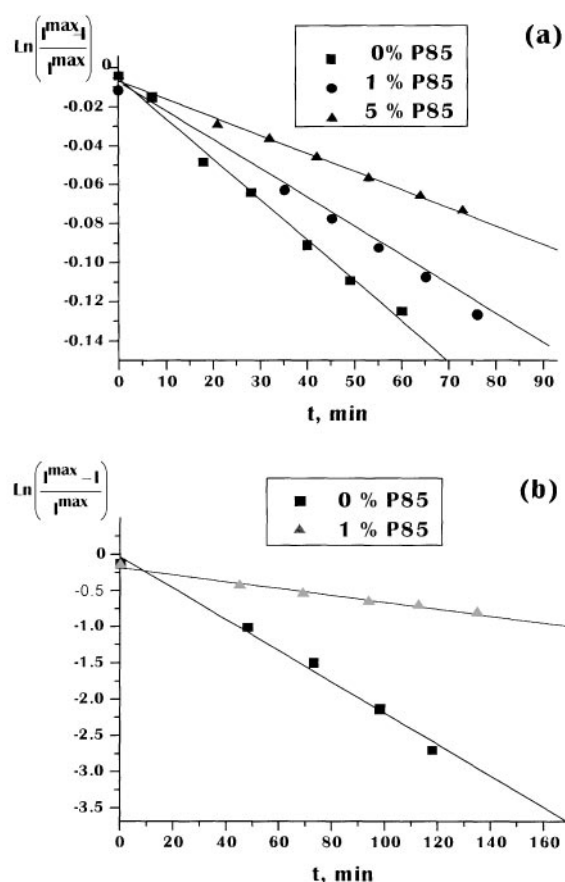 (a)
Ln(I^max-I / I^max)
■ 0% P85
● 1 % P85
▲ 5 % P85
0
-0.02
-0.04
-0.06
-0.08
-0.10
-0.12
-0.14
0 10 20 30 40 50 60 70 80 90
t, min
(b)
Ln(I^max – I / I^max)
■ 0 % P85
▲ 1 % P85
0
-0.5
-1.0
-1.5
-2.0
-2.5
-3.0
-3.5
0 20 40 60 80 100 120 140 160
t, min